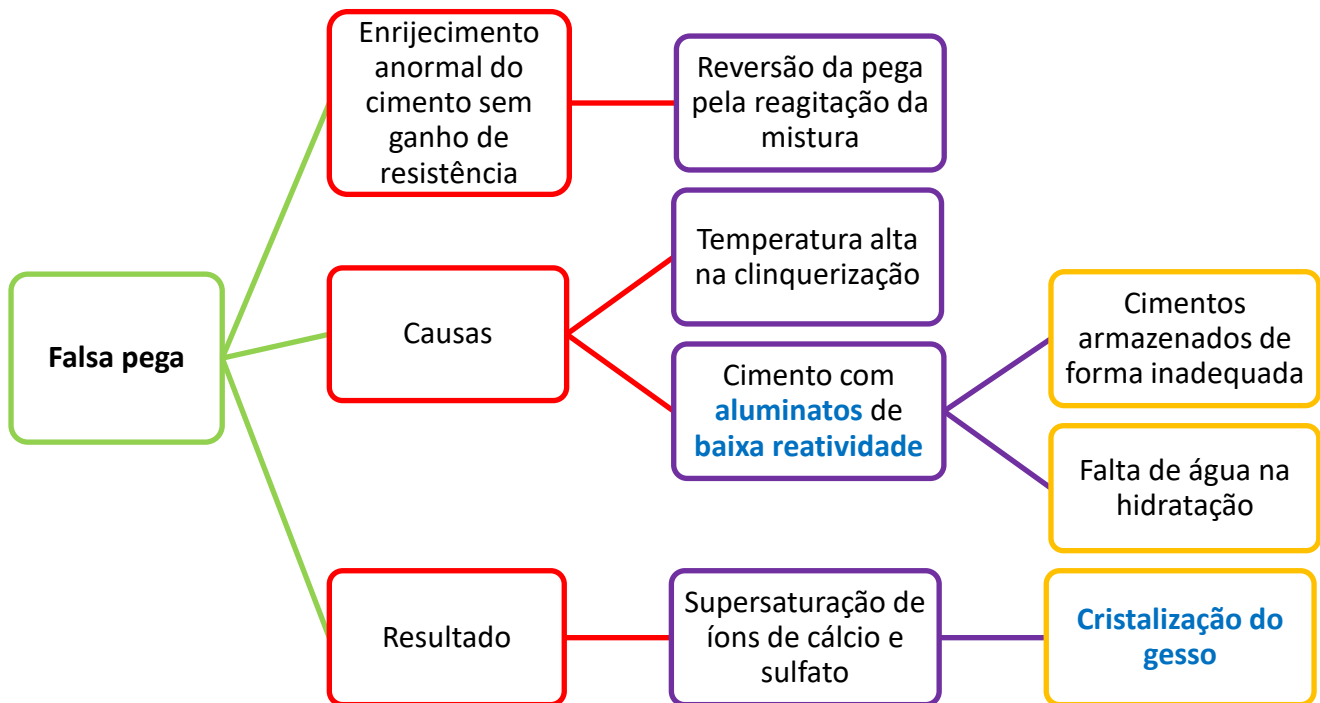 Falsa pega
Enrijecimento
anormal do
cimento sem
ganho de
resistência
Reversão da pega
pela reagitação da
mistura
Causas
Temperatura alta
na clinquerização
Cimento com
aluminatos de
baixa reatividade
Cimentos
armazenados de
forma inadequada
Falta de água na
hidratação
Resultado
Supersaturação de
íons de cálcio e
sulfato
Cristalização do
gesso